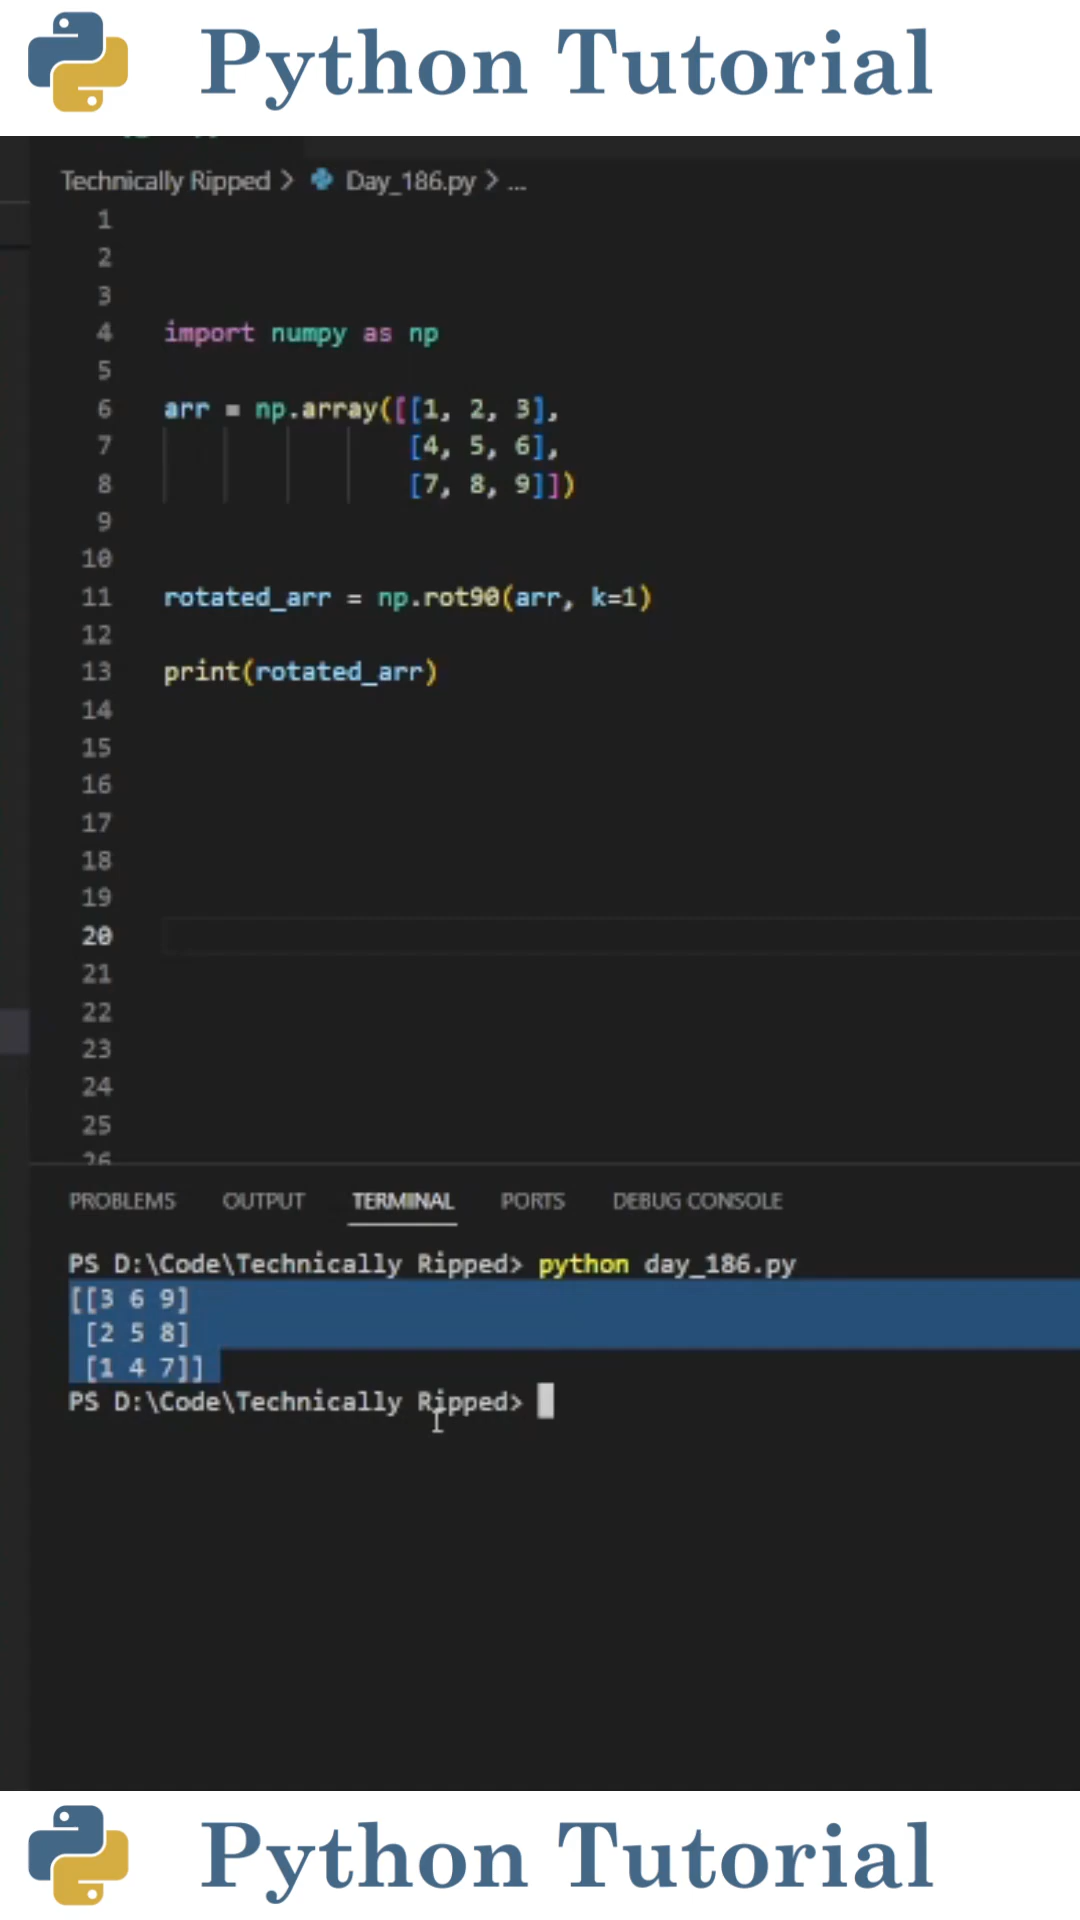 Python Tutorial
Technically Ripped > Day_186.py > ...
1
2
3
4 import numpy as np
5
6 arr = np.array([[1, 2, 3],
7 [4, 5, 6],
8 [7, 8, 9]])
9
10
11 rotated_arr = np.rot90(arr, k=1)
12
13 print(rotated_arr)
14
15
16
17
18
19
20
21
22
23
24
25
26
PROBLEMS OUTPUT TERMINAL PORTS DEBUG CONSOLE
PS D:\Code\Technically Ripped> python day_186.py
[[3 6 9]
[2 5 8]
[1 4 7]]
PS D:\Code\Technically Ripped>
Python Tutorial